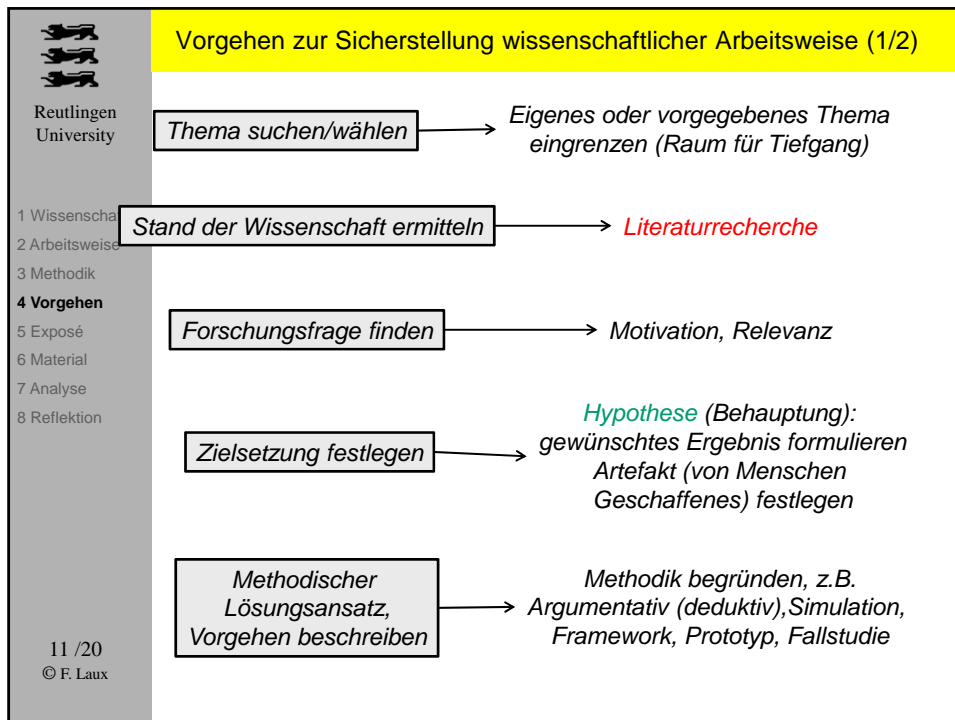 Vorgehen zur Sicherstellung wissenschaftlicher Arbeitsweise (1/2)
Reutlingen
University
1 Wissenscha
2 Arbeitsweise
3 Methodik
4 Vorgehen
5 Exposé
6 Material
7 Analyse
8 Reflektion
11 /20
© F. Laux
Thema suchen/wählen
Eigenes oder vorgegebenes Thema
eingrenzen (Raum für Tiefgang)
Stand der Wissenschaft ermitteln
Literaturrecherche
Forschungsfrage finden
Motivation, Relevanz
Zielsetzung festlegen
Hypothese (Behauptung):
gewünschtes Ergebnis formulieren
Artefakt (von Menschen
Geschaffenes) festlegen
Methodischer
Lösungsansatz,
Vorgehen beschreiben
Methodik begründen, z.B.
Argumentativ (deduktiv),Simulation,
Framework, Prototyp, Fallstudie